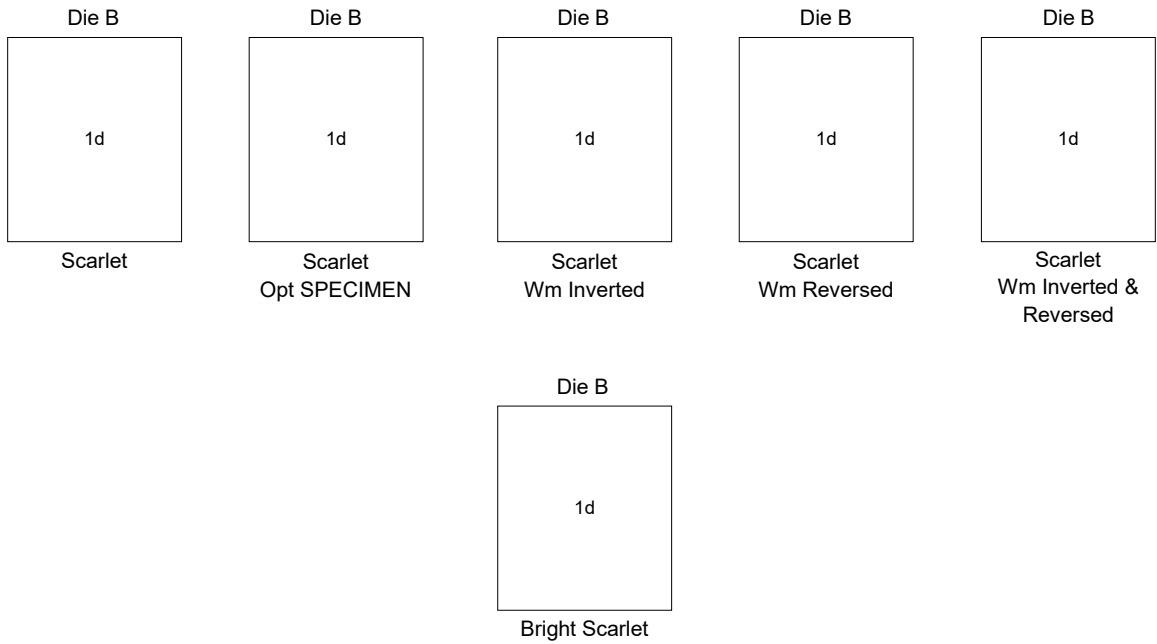 Die B
1d
Scarlet
Die B
1d
Scarlet
Opt SPECIMEN
Die B
1d
Scarlet
Wm Inverted
Die B
1d
Scarlet
Wm Reversed
Die B
1d
Scarlet
Wm Inverted &
Reversed
Die B
1d
Bright Scarlet